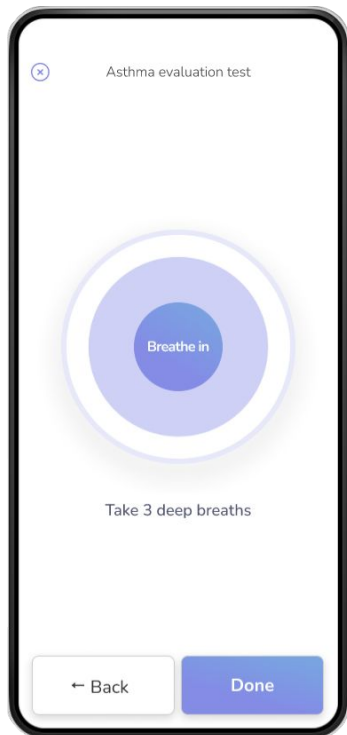 Asthma evaluation test
Breathe in
Take 3 deep breaths
← Back
Done